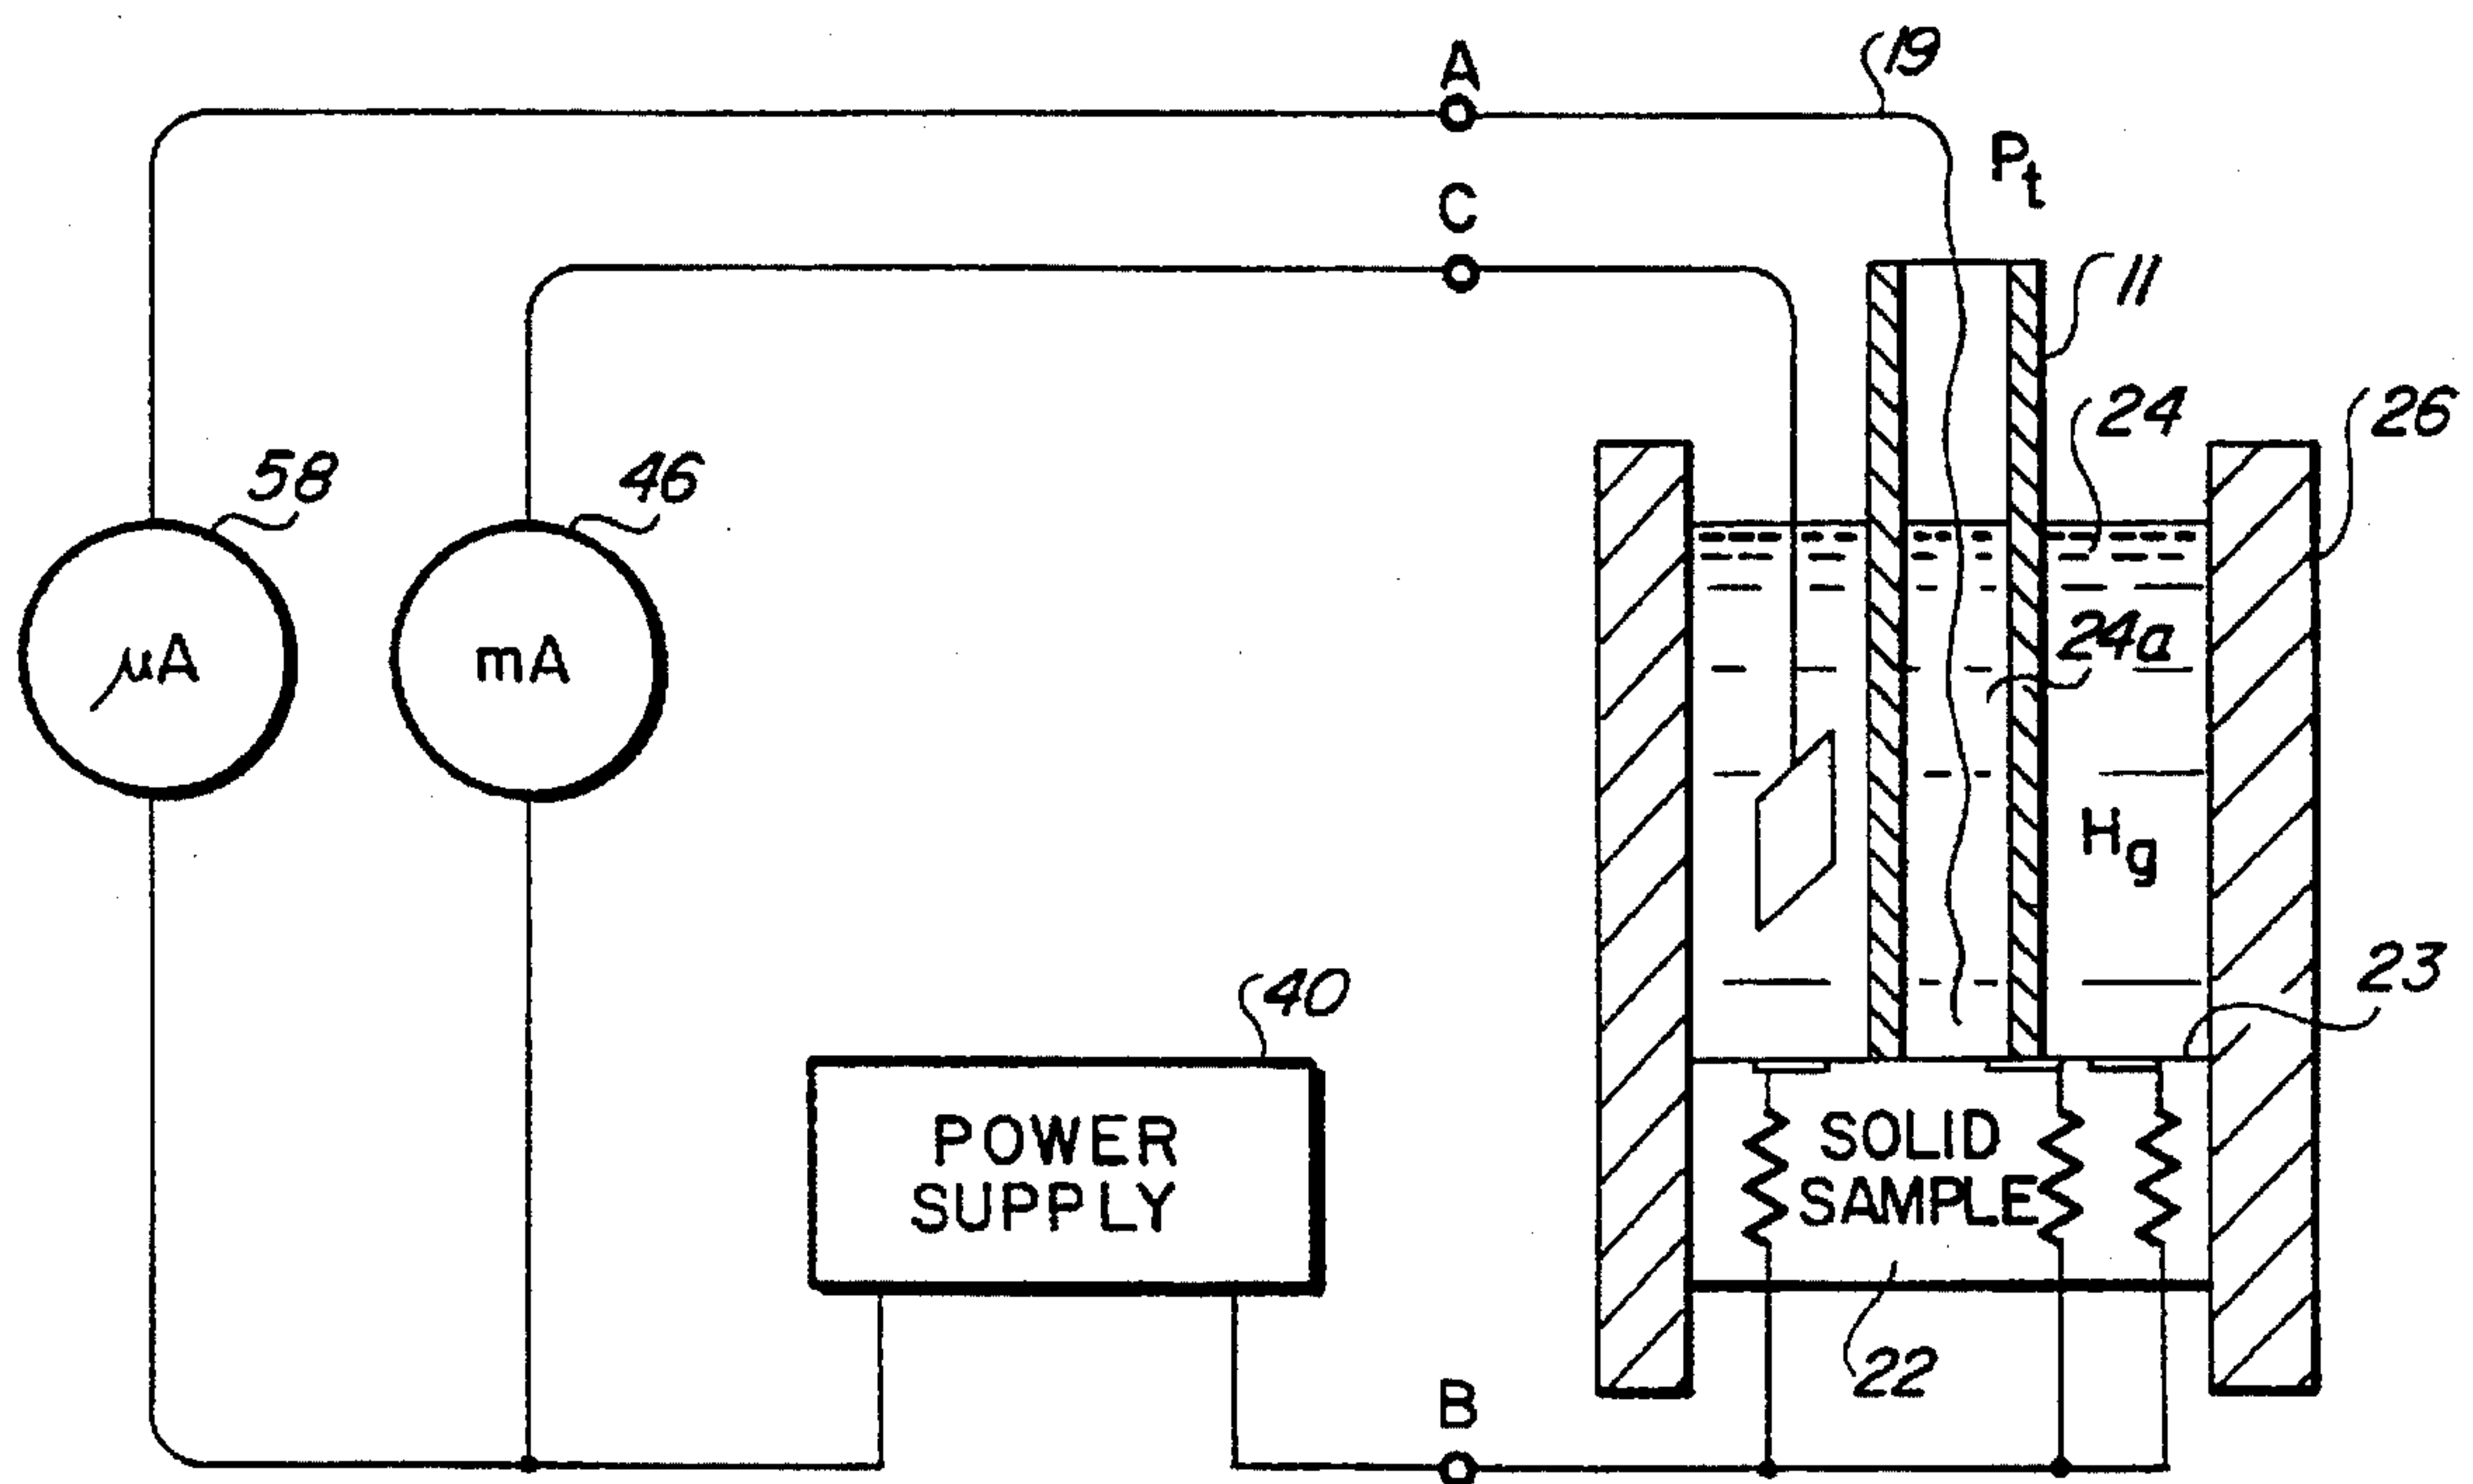 A
19
C
Pt
11
24
26
58
46
24a
μA
mA
Hg
23
40
POWER
SUPPLY
SOLID
SAMPLE
22
B